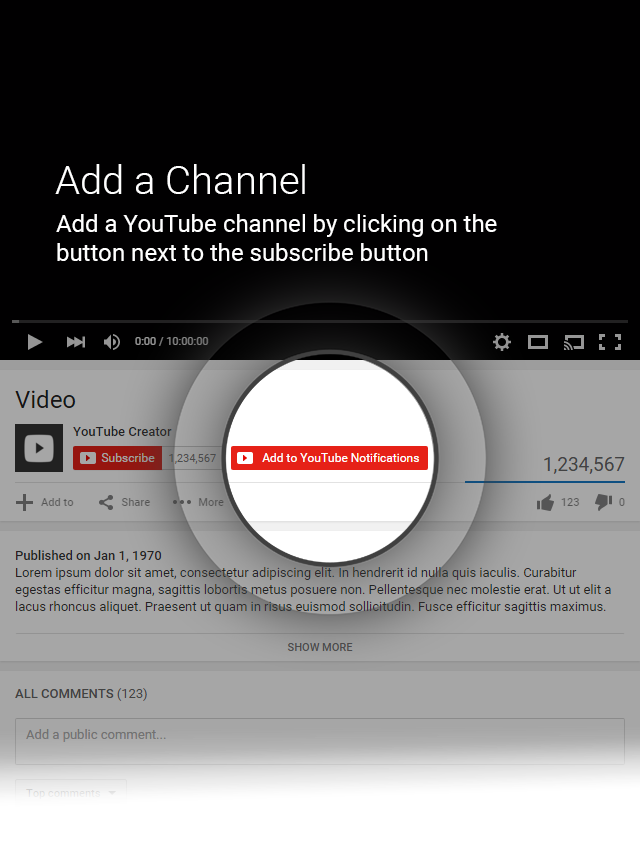 Add a Channel
Add a YouTube channel by clicking on the
button next to the subscribe button
0:00 / 10:00:00
Video
YouTube Creator
Subscribe 1,234,567
Add to YouTube Notifications
1,234,567
Add to Share More
123 0
Published on Jan 1, 1970
Lorem ipsum dolor sit amet, consectetur adipiscing elit. In hendrerit id nulla quis iaculis. Curabitur
egestas efficitur magna, sagittis lobortis metus posuere non. Pellentesque nec molestie erat. Ut ut elit a
lacus rhoncus aliquet. Praesent ut quam in risus euismod sollicitudin. Fusce efficitur sagittis maximus.
SHOW MORE
ALL COMMENTS (123)
Add a public comment...
Top comments